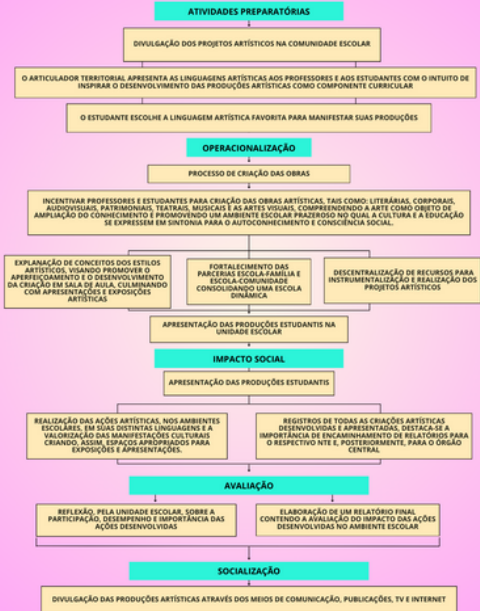 ATIVIDADES PREPARATÓRIAS
DIVULGAÇÃO DOS PROJETOS ARTÍSTICOS NA COMUNIDADE ESCOLAR
O ARTICULADOR TERRITORIAL APRESENTA AS LINGUAGENS ARTÍSTICAS AOS PROFESSORES E AOS ESTUDANTES COM O INTUITO DE
INSPIRAR O DESENVOLVIMENTO DAS PRODUÇÕES ARTÍSTICAS COMO COMPONENTE CURRICULAR
O ESTUDANTE ESCOLHE A LINGUAGEM ARTÍSTICA FAVORITA PARA MANIFESTAR SUAS PRODUÇÕES
OPERACIONALIZAÇÃO
PROCESSO DE CRIAÇÃO DAS OBRAS
INCENTIVAR PROFESSORES E ESTUDANTES PARA CRIAÇÃO DAS OBRAS ARTÍSTICAS, TAIS COMO: LITERÁRIAS, CORPORAIS,
AUDIOVISUAIS, PATRIMONIAIS, TEATRAIS, MUSICAIS E AS ARTES VISUAIS, COMPREENDENDO A ARTE COMO OBJETO DE
AMPLIAÇÃO DO CONHECIMENTO E PROMOVENDO UM AMBIENTE ESCOLAR PRAZEROSO NO QUAL A CULTURA E A EDUCAÇÃO
SE EXPRESSEM EM SINTONIA PARA O AUTOCONHECIMENTO E CONSCIÊNCIA SOCIAL.
EXPLANAÇÃO DE CONCEITOS DOS ESTILOS
ARTÍSTICOS, VISANDO PROMOVER O
APERFEIÇOAMENTO E O DESENVOLVIMENTO
DA CRIAÇÃO EM SALA DE AULA, CULMINANDO
COM APRESENTAÇÕES E EXPOSIÇÕES
ARTÍSTICAS
FORTALECIMENTO DAS
PARCERIAS ESCOLA-FAMÍLIA E
ESCOLA-COMUNIDADE
CONSOLIDANDO UMA ESCOLA
DINÂMICA
DESCENTRALIZAÇÃO DE RECURSOS PARA
INSTRUMENTALIZAÇÃO E REALIZAÇÃO DOS
PROJETOS ARTÍSTICOS
APRESENTAÇÃO DAS PRODUÇÕES ESTUDANTIS NA
UNIDADE ESCOLAR
IMPACTO SOCIAL
APRESENTAÇÃO DAS PRODUÇÕES ESTUDANTIS
REALIZAÇÃO DAS AÇÕES ARTÍSTICAS, NOS AMBIENTES
ESCOLARES, EM SUAS DISTINTAS LINGUAGENS E A
VALORIZAÇÃO DAS MANIFESTAÇÕES CULTURAIS
CRIANDO, ASSIM, ESPAÇOS APROPRIADOS PARA
EXPOSIÇÕES E APRESENTAÇÕES.
REGISTROS DE TODAS AS CRIAÇÕES ARTÍSTICAS
DESENVOLVIDAS E APRESENTADAS, DESTACA-SE A
IMPORTÂNCIA DE ENCAMINHAMENTO DE RELATÓRIOS PARA
O RESPECTIVO NTE E, POSTERIORMENTE, PARA O ÓRGÃO
CENTRAL
AVALIAÇÃO
REFLEXÃO, PELA UNIDADE ESCOLAR, SOBRE A
PARTICIPAÇÃO, DESEMPENHO E IMPORTÂNCIA DAS
AÇÕES DESENVOLVIDAS
ELABORAÇÃO DE UM RELATÓRIO FINAL
CONTENDO A AVALIAÇÃO DO IMPACTO DAS AÇÕES
DESENVOLVIDAS NO AMBIENTE ESCOLAR
SOCIALIZAÇÃO
DIVULGAÇÃO DAS PRODUÇÕES ARTÍSTICAS ATRAVÉS DOS MEIOS DE COMUNICAÇÃO, PUBLICAÇÕES, TV E INTERNET